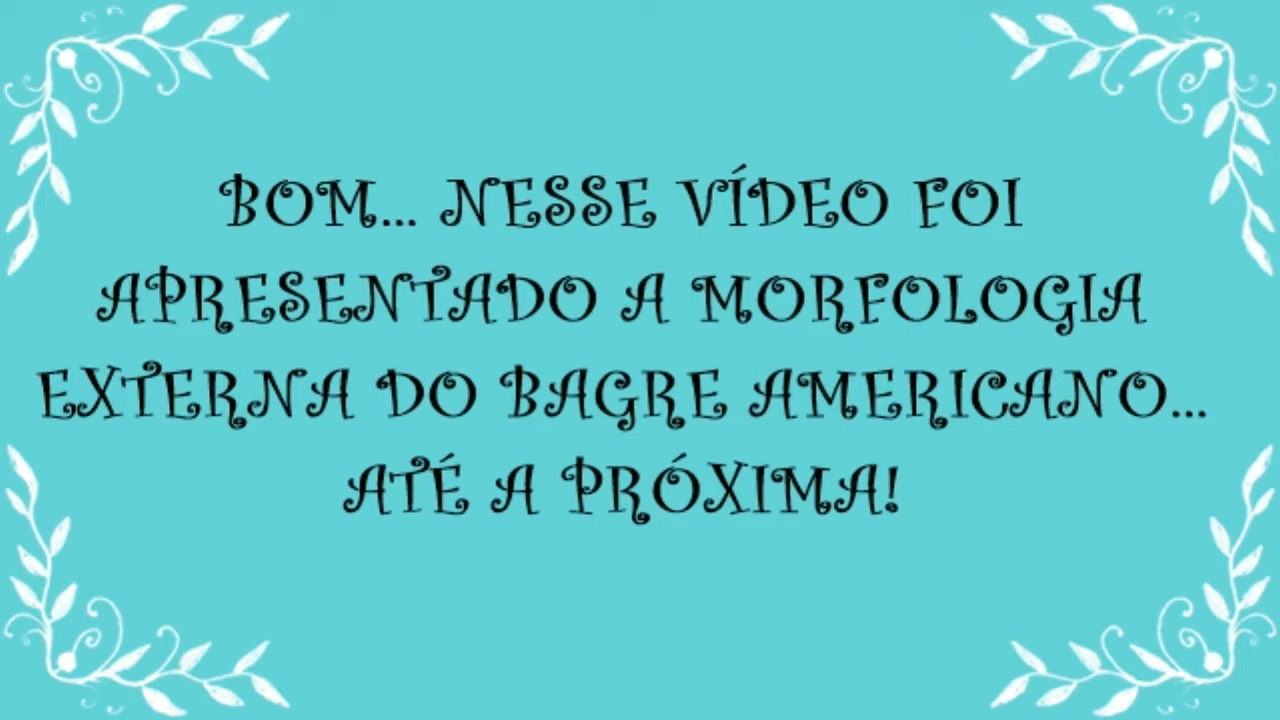 BOM... NESSE VÍDEO FOI
APRESENTADO A MORFOLOGIA
EXTERNA DO BAGRE AMERICANO...
ATÉ A PRÓXIMA!